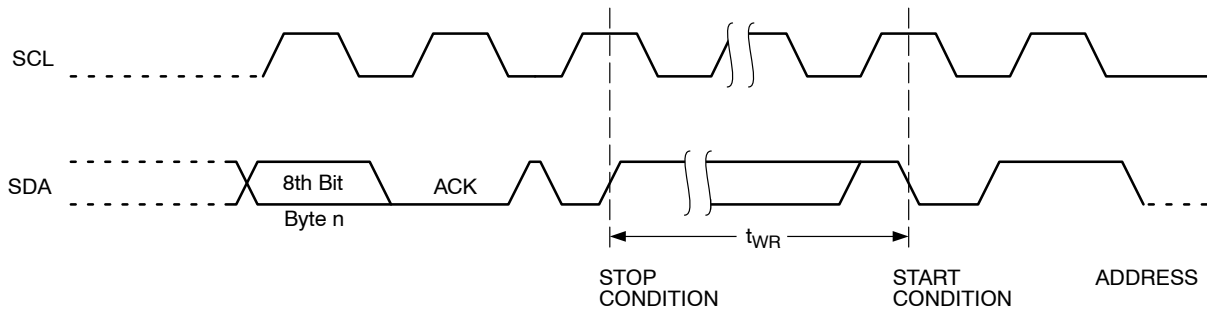 SCL
SDA
8th Bit
Byte n
ACK
tWR
STOP
CONDITION
START
CONDITION
ADDRESS